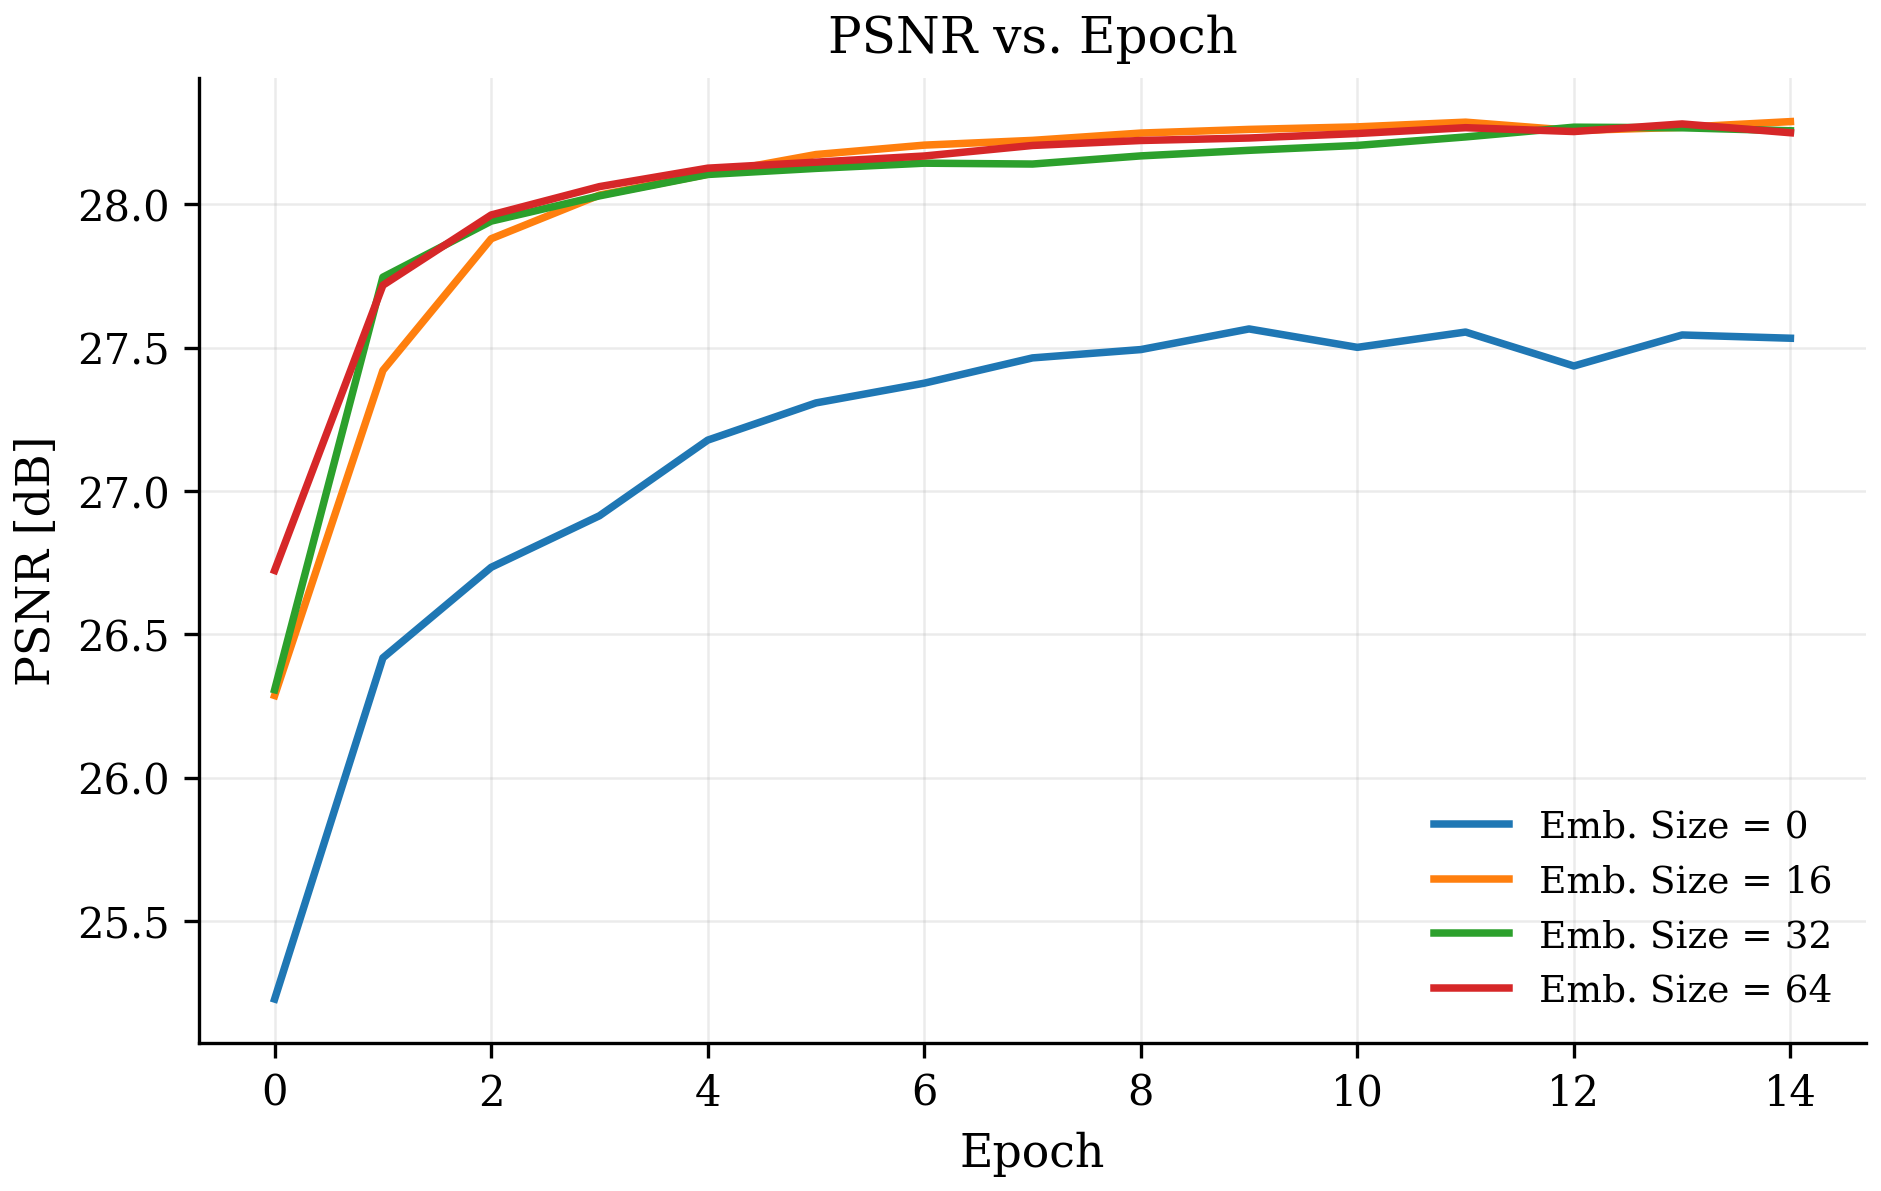 PSNR vs. Epoch
PSNR [dB]
28.0
27.5
27.0
26.5
26.0
25.5
0 2 4 6 8 10 12 14
Epoch
Emb. Size = 0
Emb. Size = 16
Emb. Size = 32
Emb. Size = 64